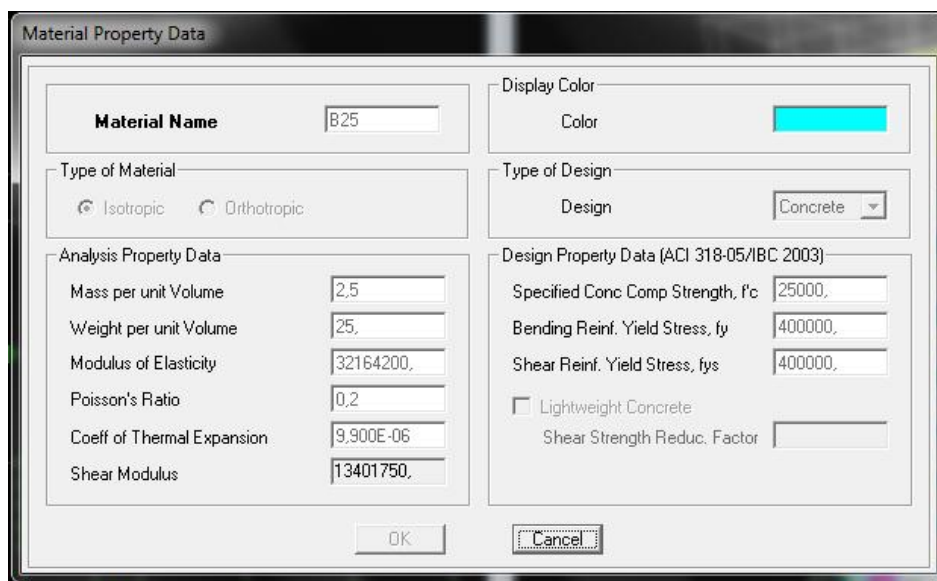 Material Property Data
Material Name
B25
Display Color
Color
Type of Material
Isotropic
Orthotropic
Type of Design
Design
Concrete
Analysis Property Data
Mass per unit Volume
2,5
Weight per unit Volume
25,
Modulus of Elasticity
32164200,
Poisson's Ratio
0,2
Coeff of Thermal Expansion
9,900E-06
Shear Modulus
13401750,
Design Property Data (ACI 318-05/IBC 2003)
Specified Conc Comp Strength, f'c
25000,
Bending Reinf. Yield Stress, fy
400000,
Shear Reinf. Yield Stress, fys
400000,
Lightweight Concrete
Shear Strength Reduc. Factor
OK
Cancel